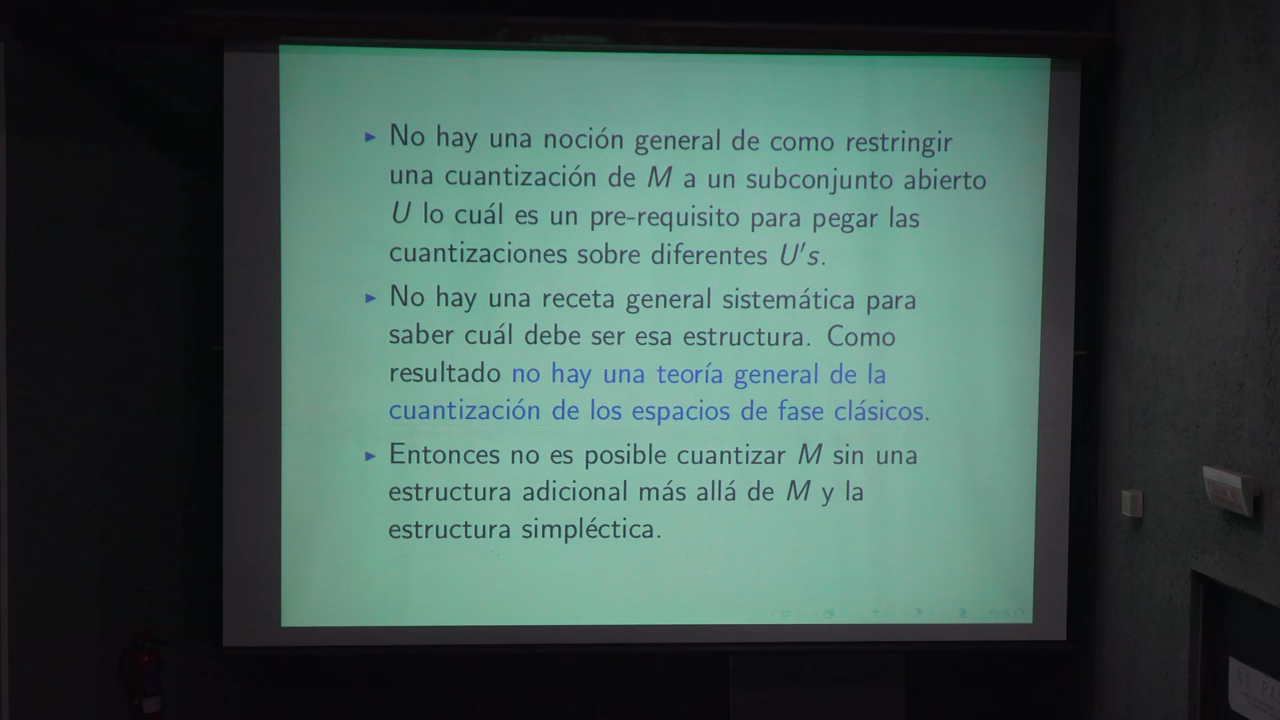 ▸ No hay una noción general de como restringir
una cuantización de M a un subconjunto abierto
U lo cuál es un pre-requisito para pegar las
cuantizaciones sobre diferentes U's.
▸ No hay una receta general sistemática para
saber cuál debe ser esa estructura. Como
resultado no hay una teoría general de la
cuantización de los espacios de fase clásicos.
▸ Entonces no es posible cuantizar M sin una
estructura adicional más allá de M y la
estructura simpléctica.
NO PA